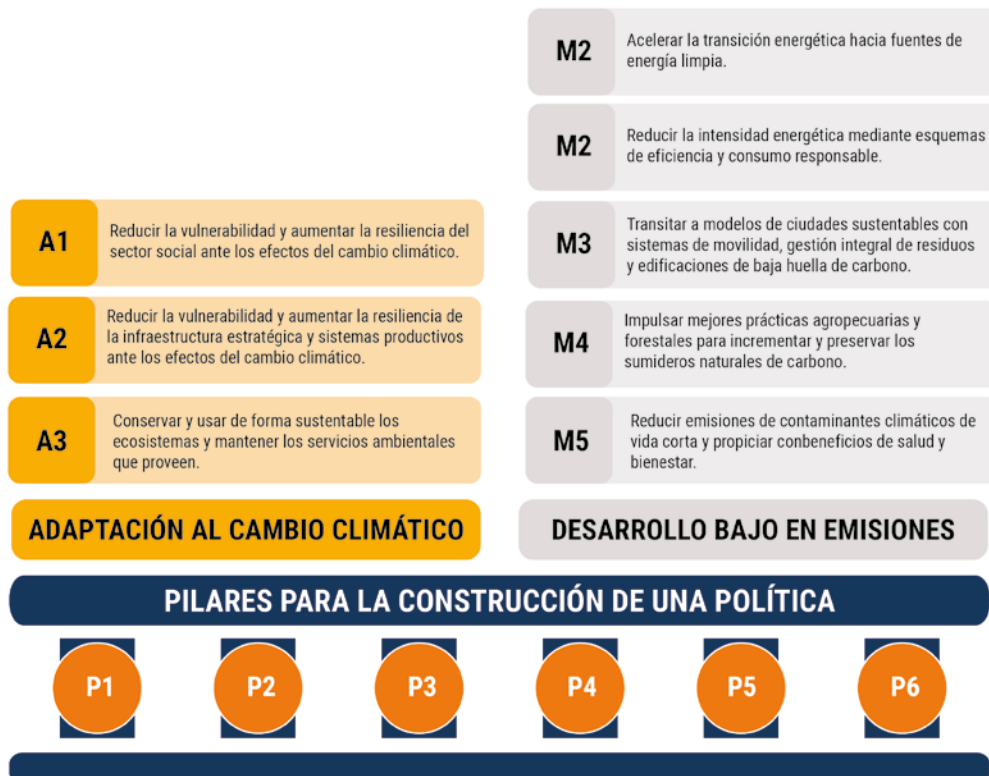 M2
Acelerar la transición energética hacia fuentes de
energía limpia.
M2
Reducir la intensidad energética mediante esquemas
de eficiencia y consumo responsable.
A1
Reducir la vulnerabilidad y aumentar la resiliencia del
sector social ante los efectos del cambio climático.
M3
Transitar a modelos de ciudades sustentables con
sistemas de movilidad, gestión integral de residuos
y edificaciones de baja huella de carbono.
A2
Reducir la vulnerabilidad y aumentar la resiliencia de
la infraestructura estratégica y sistemas productivos
ante los efectos del cambio climático.
M4
Impulsar mejores prácticas agropecuarias y
forestales para incrementar y preservar los
sumideros naturales de carbono.
A3
Conservar y usar de forma sustentable los
ecosistemas y mantener los servicios ambientales
que proveen.
M5
Reducir emisiones de contaminantes climáticos de
vida corta y propiciar conbeneficios de salud y
bienestar.
ADAPTACIÓN AL CAMBIO CLIMÁTICO
DESARROLLO BAJO EN EMISIONES
PILARES PARA LA CONSTRUCCIÓN DE UNA POLÍTICA
P1
P2
P3
P4
P5
P6